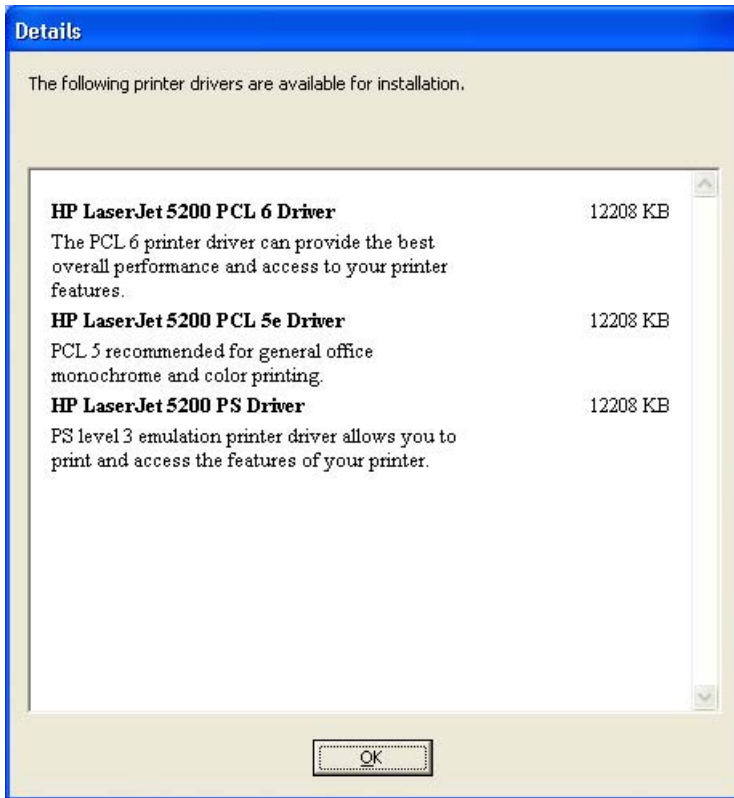 Details
The following printer drivers are available for installation.
HP LaserJet 5200 PCL 6 Driver 12208 KB
The PCL 6 printer driver can provide the best
overall performance and access to your printer
features.
HP LaserJet 5200 PCL 5e Driver 12208 KB
PCL 5 recommended for general office
monochrome and color printing.
HP LaserJet 5200 PS Driver 12208 KB
PS level 3 emulation printer driver allows you to
print and access the features of your printer.
OK